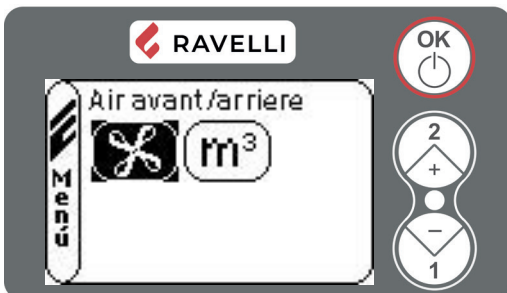 RAVELLI
OK
Air avant/arriere
m³
Menú
2
+
−
1